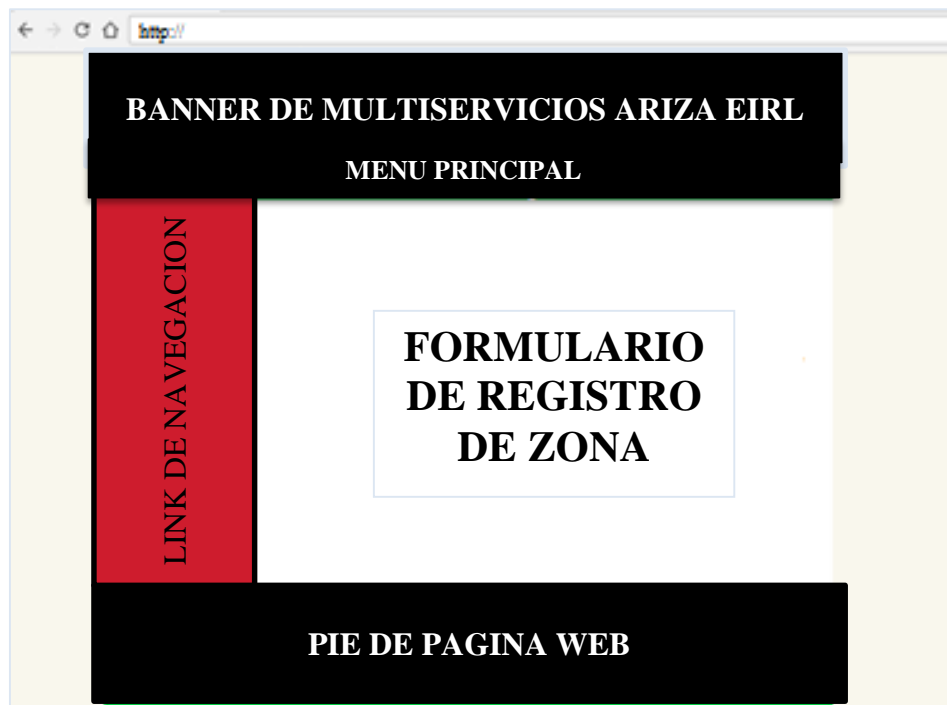 http://
BANNER DE MULTISERVICIOS ARIZA EIRL
MENU PRINCIPAL
LINK DE NAVEGACION
FORMULARIO
DE REGISTRO
DE ZONA
PIE DE PAGINA WEB